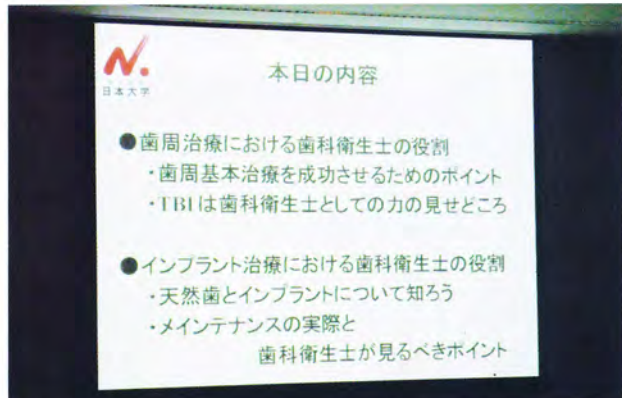 N.
日本大学
本日の内容
●歯周治療における歯科衛生士の役割
・歯周基本治療を成功させるためのポイント
・TBIは歯科衛生士としての力の見せどころ
●インプラント治療における歯科衛生士の役割
・天然歯とインプラントについて知ろう
・メインテナンスの実際と
歯科衛生士が見るべきポイント